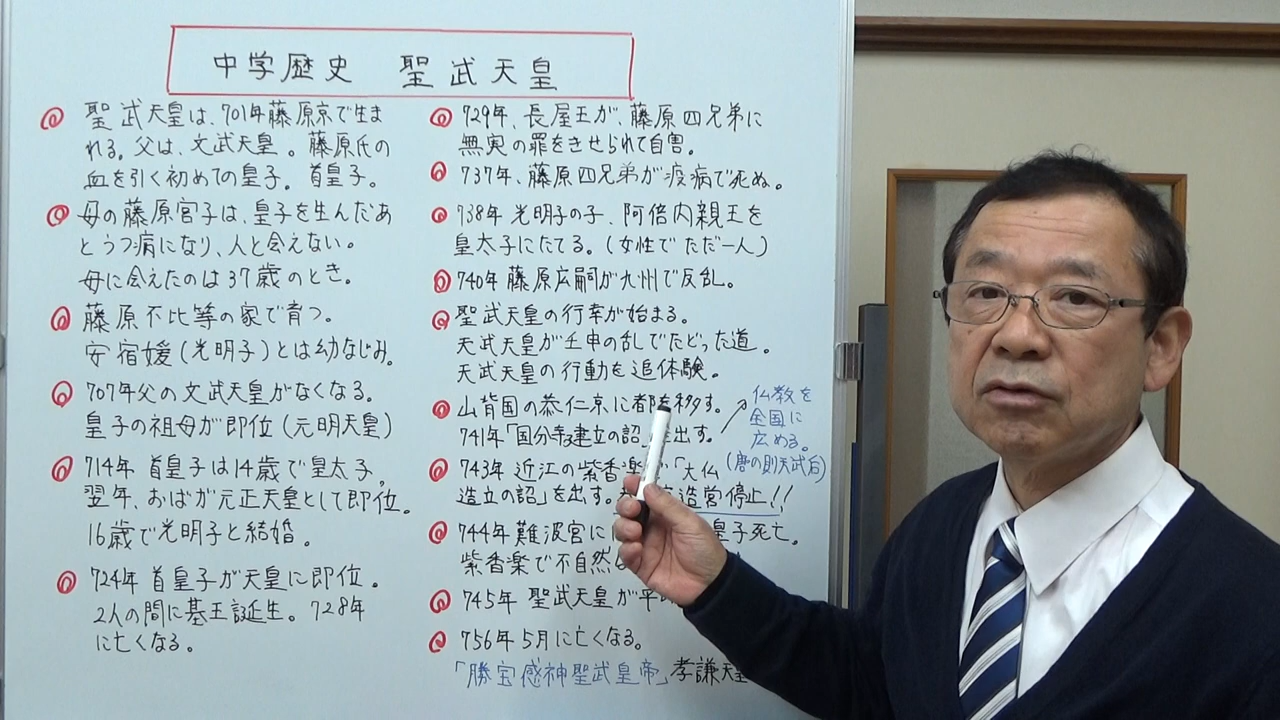 中学歴史 聖武天皇
聖武天皇は、701年藤原京で生ま
れる。父は、文武天皇。藤原氏の
血を引く初めての皇子。首皇子。
母の藤原宮子は、皇子を生んだあ
とうつ病になり、人と会えない。
母に会えたのは37歳のとき。
藤原不比等の家で育つ。
安宿媛(光明子)とは幼なじみ。
707年父の文武天皇がなくなる。
皇子の祖母が即位(元明天皇)
714年 首皇子は14歳で皇太子。
翌年、おばが元正天皇として即位。
16歳で光明子と結婚。
724年 首皇子が天皇に即位。
2人の間に基王誕生。728年
に亡くなる。
729年、長屋王が、藤原四兄弟に
無実の罪をきせられて自害。
737年、藤原四兄弟が疫病で死ぬ。
738年 光明子の子、阿倍内親王を
皇太子にたてる。(女性でただ一人)
740年 藤原広嗣が九州で反乱。
聖武天皇の行幸が始まる。
天武天皇が壬申の乱でたどった道。
天武天皇の行動を追体験。
山背国の恭仁京に都を移す。
741年「国分寺建立の詔」 出す。
仏教を
全国に
広める。
(唐の則天武后)
743年 近江の紫香楽 「大仏
造立の詔」を出す。 造営停止!!
744年 難波宮に 皇子死亡。
紫香楽で不自然
745年 聖武天皇が平
756年5月に亡くなる。
「勝宝感神聖武皇帝」孝謙天皇